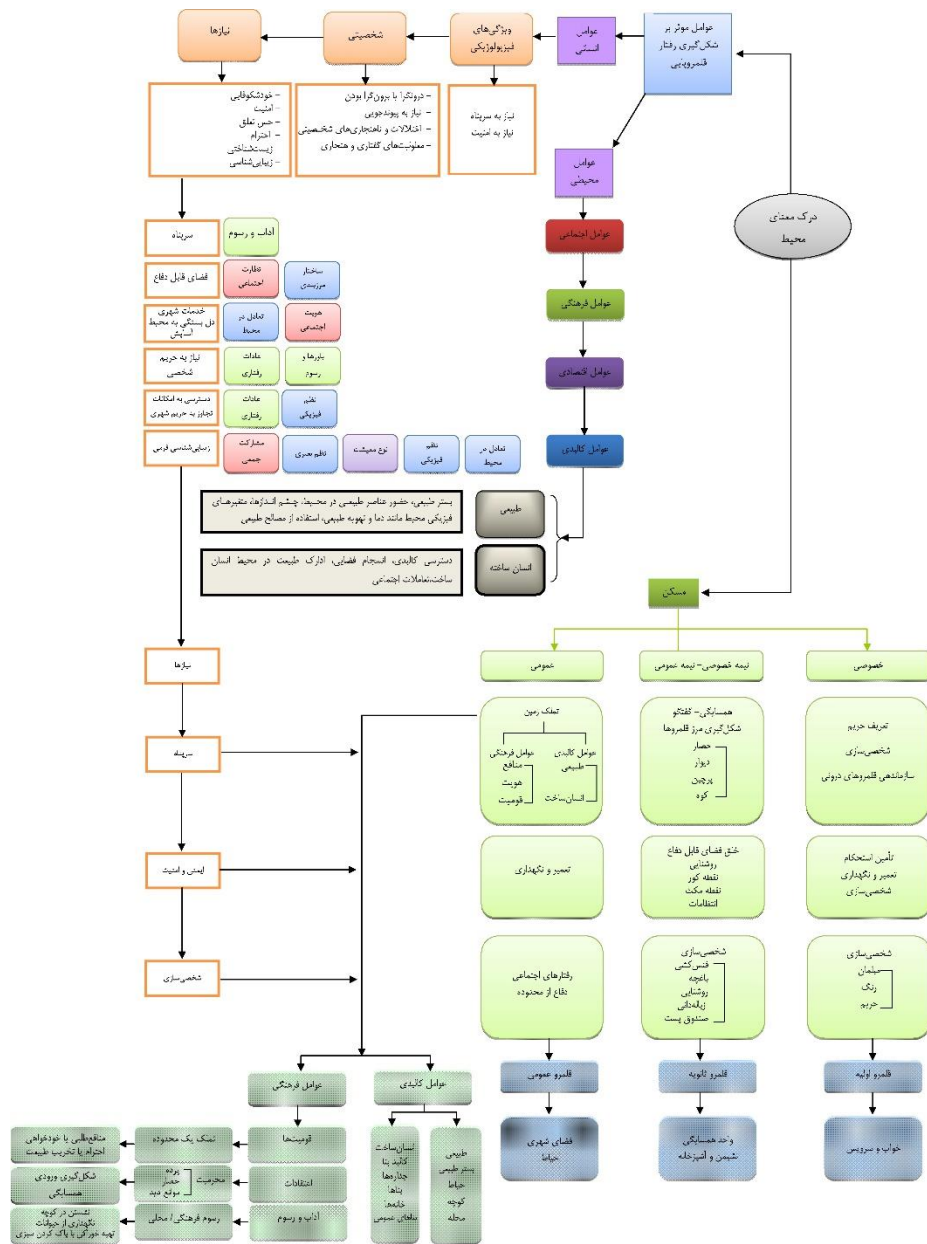 عوامل موثر بر
شکل‌گیری رفتار
قلمروپایی
عوامل
انسانی
ویژگی‌های
فیزیولوژیکی
شخصیتی
نیازها
نیاز به سرپناه
نیاز به امنیت
- درونگرا یا برون‌گرا بودن
- نیاز به پیوندجویی
- اختلالات و ناهنجاری‌های شخصیتی
- معلولیت‌های گفتاری و هنجاری
- خودشکوفایی
- امنیت
- حس تعلق
- احترام
زیست‌شناختی
- زیبایی‌شناسی
عوامل
محیطی
درک معنای
محیط
عوامل اجتماعی
عوامل فرهنگی
عوامل اقتصادی
عوامل کالبدی
آداب و رسوم
سرپناه
ساختار
مرزبندی
نظارت
اجتماعی
فضای قابل دفاع
هویت
اجتماعی
تعادل در
محیط
خدمات شهری
دل بستگی به محیط
آسایش
باورها و
رسوم
عادات
رفتاری
نیاز به حریم
شخصی
نظم
فیزیکی
عادات
رفتاری
دسترسی به امکانات
تجاوز به حریم شهری
تعادل در
محیط
نظم
فیزیکی
نوع معیشت
نظم بصری
مشارکت
جمعی
زیبایی‌شناسی فرمی
طبیعی
بستر طبیعی، حضور عناصر طبیعی در محیط، چشم اندازها، متغیرهای
فیزیکی محیط مانند دما و تهویه طبیعی، استفاده از مصالح طبیعی
انسان ساخته
دسترسی کالبدی، انسجام فضایی، ادارک طبیعت در محیط انسان
ساخت،تعاملات اجتماعی
مسکن
خصوصی
نیمه خصوصی- نیمه عمومی
عمومی
نیازها
تعریف حریم
شخصی‌سازی
سازماندهی قلمروهای درونی
همسایگی- گفتگو
شکل‌گیری مرز قلمروها
حصار
دیوار
پرچین
کوه
تملک زمین
عوامل کالبدی
طبیعی
انسان‌ساخت
عوامل فرهنگی
منافع
هویت
قومیت
سرپناه
تأمین استحکام
تعمیر و نگهداری
شخصی‌سازی
خلق فضای قابل دفاع
روشنایی
نقطه کور
نقطه مکث
انتظامات
تعمیر و نگهداری
ایمنی و امنیت
شخصی‌سازی
مبلمان
رنگ
حریم
شخصی‌سازی
فنس‌کشی
باغچه
روشنایی
زباله‌دانی
صندوق پست
رفتارهای اجتماعی
دفاع از محدوده
شخصی‌سازی
قلمرو اولیه
قلمرو ثانویه
قلمرو عمومی
خواب و سرویس
واحد همسایگی
نشیمن و آشپزخانه
فضای شهری
حیاط
عوامل کالبدی
عوامل فرهنگی
طبیعی
بستر طبیعی
حیاط
کوچه
محله
انسان‌ساخت
کالبد بنا
جداره‌ها
بناها
خانه‌ها
بناهای عمومی
قومیت‌ها
تملک یک محدوده
منافع‌طلبی یا خودخواهی
احترام یا تخریب طبیعت
اعتقادات
محرمیت
پرده
حصار
موانع دید
شکل‌گیری ورودی
همسایگی
آداب و رسوم
رسوم فرهنگی/ محلی
نشستن در کوچه
نگهداری از حیوانات
تهیه خوراکی یا پاک کردن سبزی